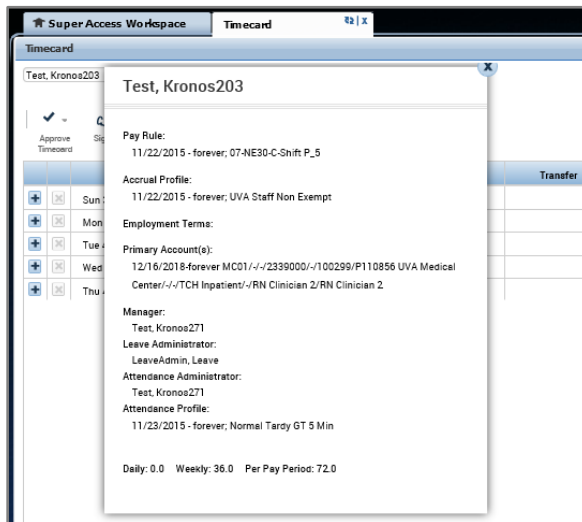 Super Access Workspace
Timecard
Timecard
Test, Kronos203
Test, Kronos203
Approve
Timecard
Transfer
Pay Rule:
11/22/2015 - forever; 07-NE30-C-Shift P_5
Accrual Profile:
11/22/2015 - forever; UVA Staff Non Exempt
Employment Terms:
Primary Account(s):
12/16/2018-forever MC01/-/-/2339000/-/100299/P110856 UVA Medical
Center/-/-/TCH Inpatient/-/RN Clinician 2/RN Clinician 2
Manager:
Test, Kronos271
Leave Administrator:
LeaveAdmin, Leave
Attendance Administrator:
Test, Kronos271
Attendance Profile:
11/23/2015 - forever; Normal Tardy GT 5 Min
Daily: 0.0 Weekly: 36.0 Per Pay Period: 72.0
Sun
Mon
Tue
Wed
Thu